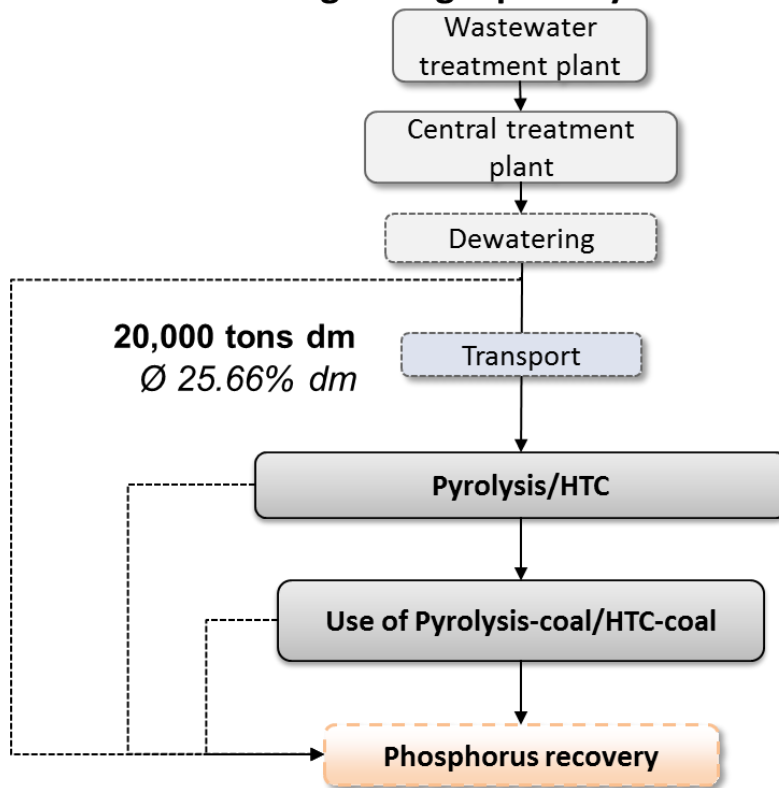 Wastewater
treatment plant
Central treatment
plant
Dewatering
20,000 tons dm
Ø 25.66% dm
Transport
Pyrolysis/HTC
Use of Pyrolysis-coal/HTC-coal
Phosphorus recovery